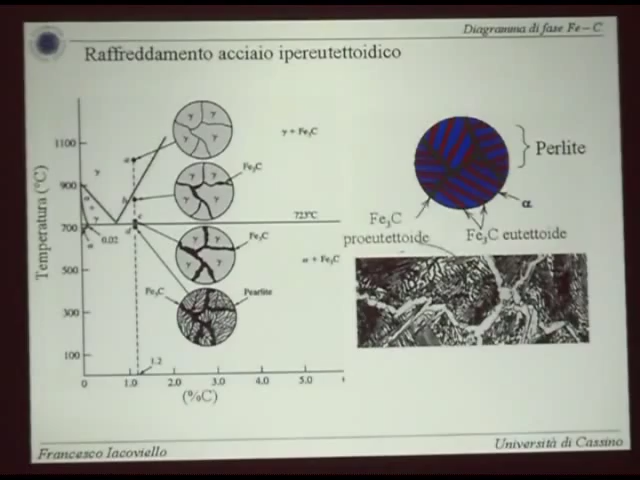 Diagramma di fase Fe – C
Raffreddamento acciaio ipereutettoidico
Temperatura (°C)
1100
900
700
500
300
100
γ
α + γ
α
0.02
a
b
c
d
γ γ γ γ
γ + Fe₃C
Fe₃C
γ γ γ γ
723°C
Fe₃C
γ γ γ γ
α + Fe₃C
Fe₃C
Pearlite
1.2
0 1.0 2.0 3.0 4.0 5.0
(%C)
Perlite
α
Fe₃C
proeutettoide
Fe₃C eutettoide
Francesco Iacoviello
Università di Cassino